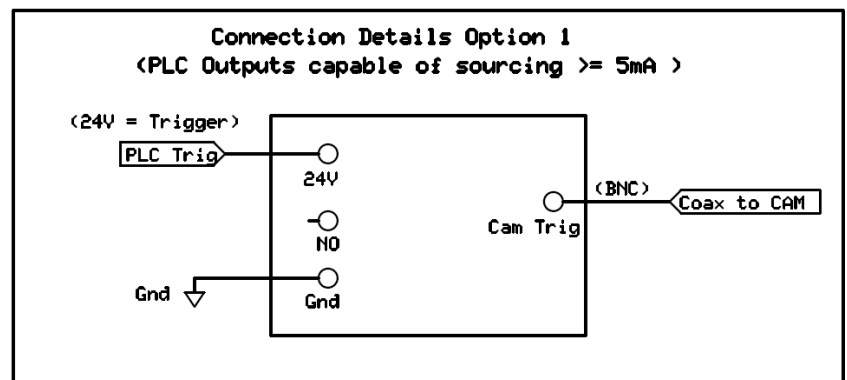 Connection Details Option 1
(PLC Outputs capable of sourcing >= 5mA )
(24V = Trigger)
PLC Trig
24V
(BNC)
Coax to CAM
Cam Trig
NO
Gnd
Gnd